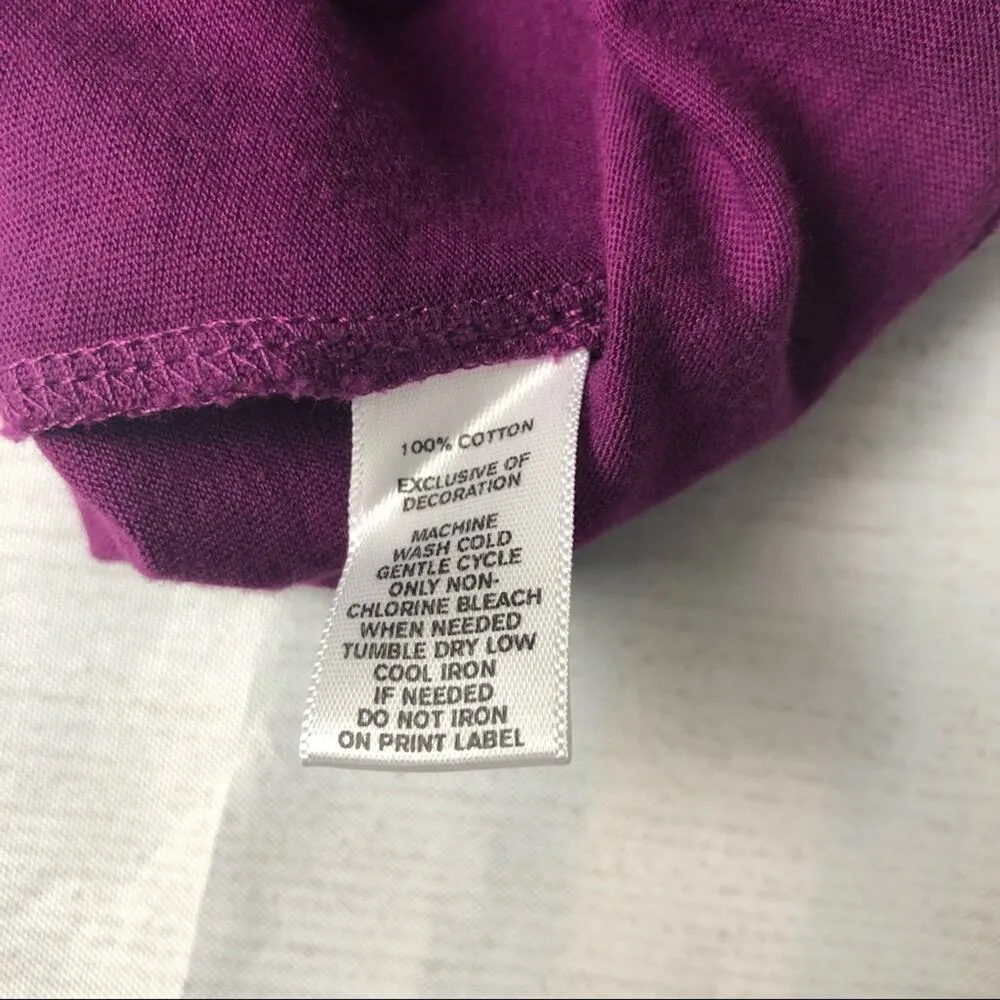 100% COTTON
EXCLUSIVE OF
DECORATION
MACHINE
WASH COLD
GENTLE CYCLE
ONLY NON-
CHLORINE BLEACH
WHEN NEEDED
TUMBLE DRY LOW
COOL IRON
IF NEEDED
DO NOT IRON
ON PRINT LABEL